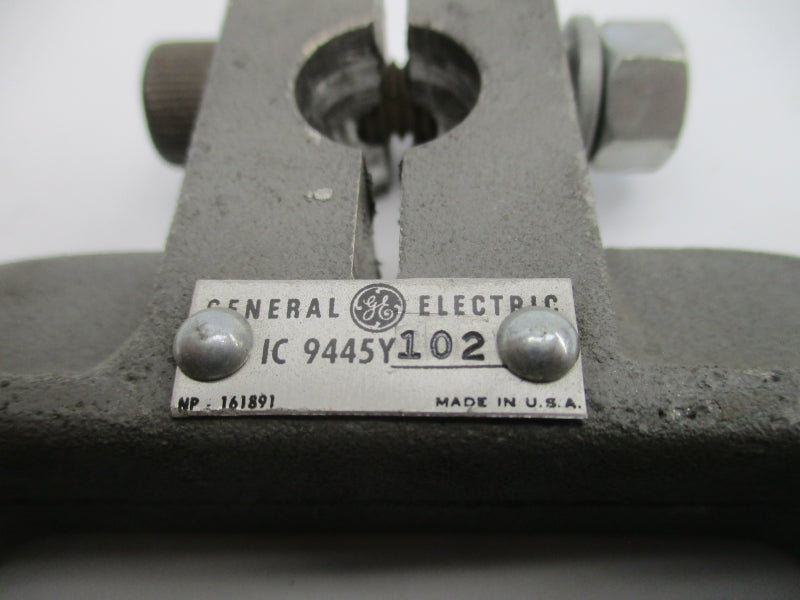 GENERAL GE ELECTRIC
IC 9445Y102
NP - 161891 MADE IN U.S.A.